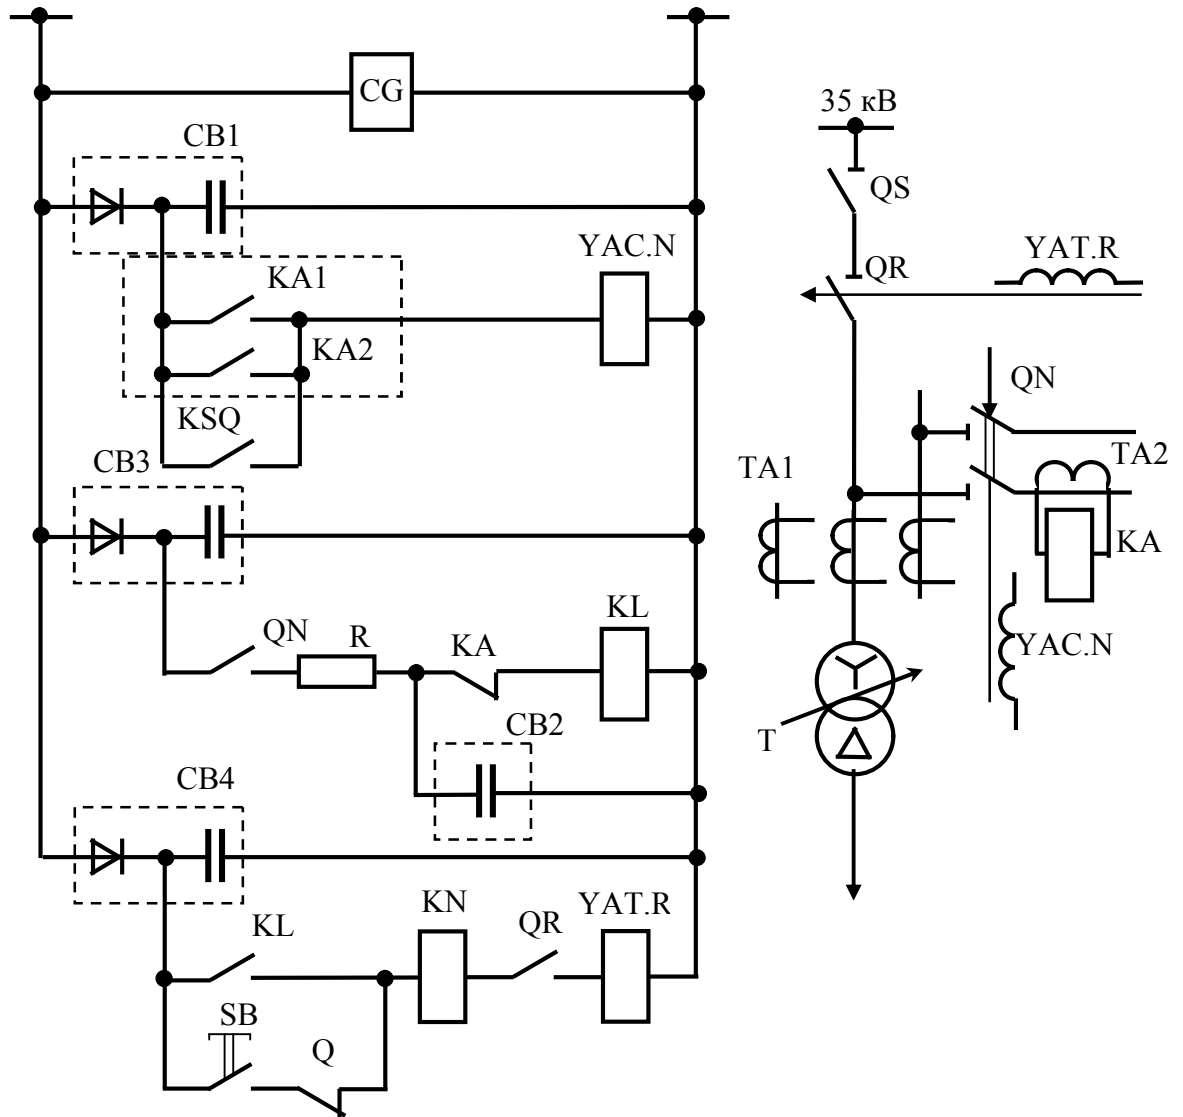 CG
CB1
YAC.N
KA1
KA2
KSQ
CB3
QN
R
KA
KL
CB2
CB4
KL
KN
QR
YAT.R
SB
Q
35 кВ
QS
YAT.R
QR
QN
TA1
TA2
KA
YAC.N
T